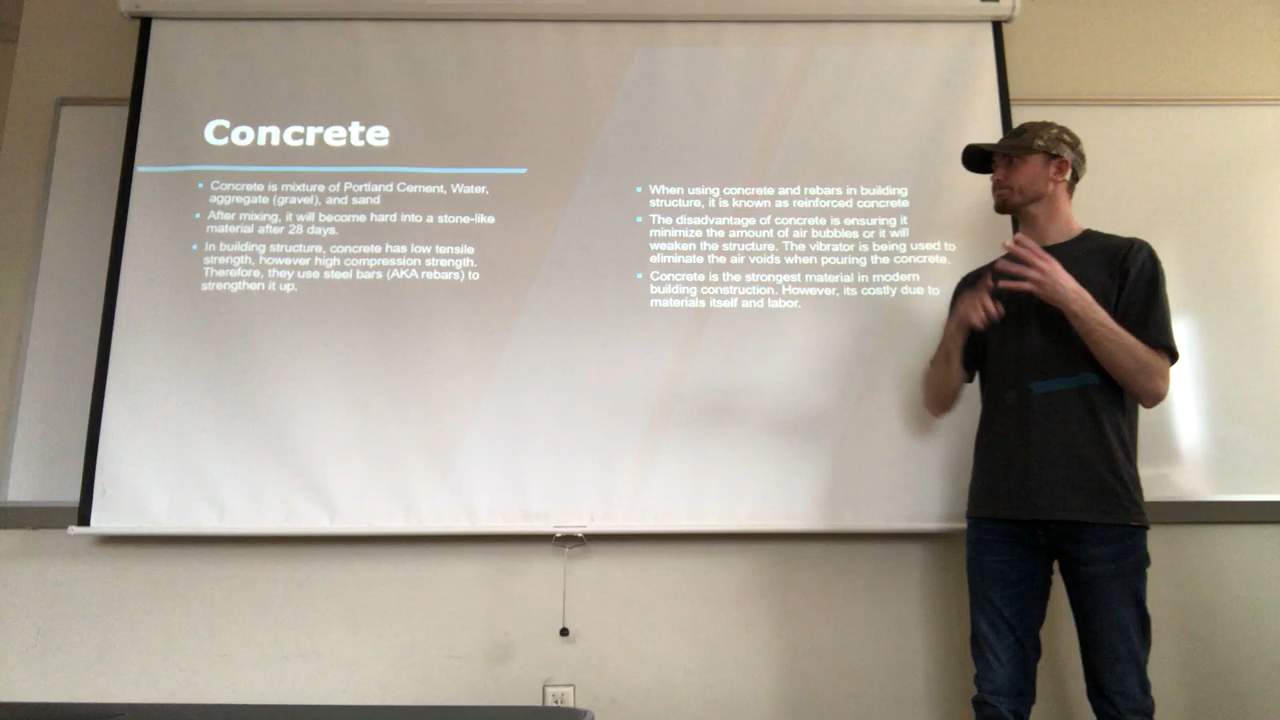 Concrete
Concrete is mixture of Portland Cement, Water,
aggregate (gravel), and sand
After mixing, it will become hard into a stone-like
material after 28 days.
In building structure, concrete has low tensile
strength, however high compression strength.
Therefore, they use steel bars (AKA rebars) to
strengthen it up.
When using concrete and rebars in building
structure, it is known as reinforced concrete
The disadvantage of concrete is ensuring it
minimize the amount of air bubbles or it will
weaken the structure. The vibrator is being used to
eliminate the air voids when pouring the concrete.
Concrete is the strongest material in modern
building construction. However, its costly due to
materials itself and labor.